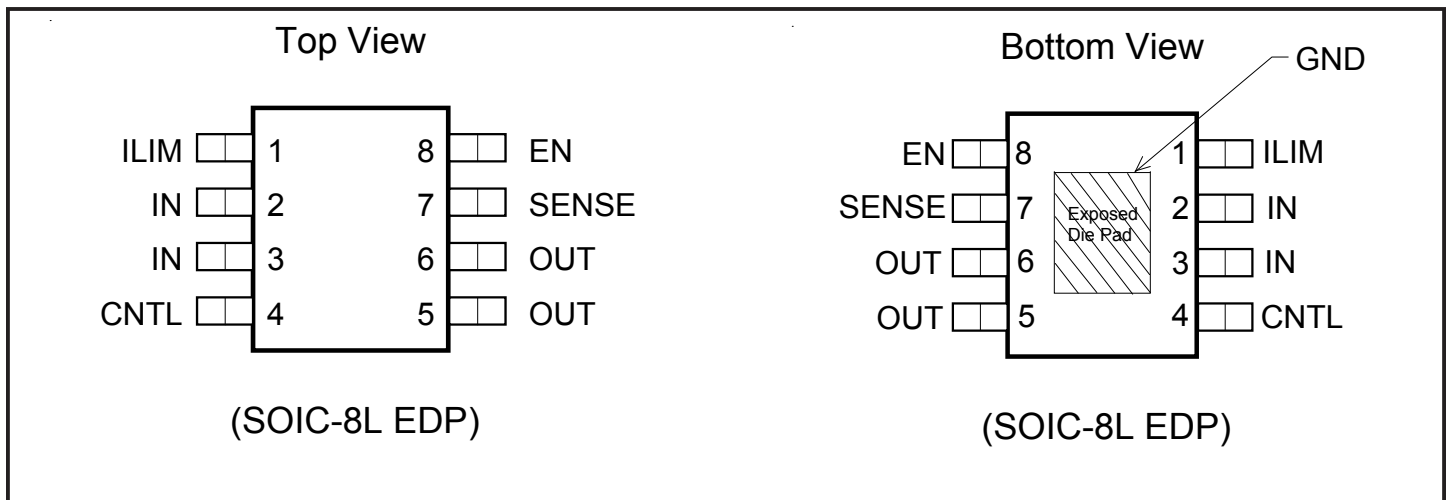 Top View
ILIM 1 8 EN
IN 2 7 SENSE
IN 3 6 OUT
CNTL 4 5 OUT
(SOIC-8L EDP)
Bottom View
GND
EN 8 1 ILIM
SENSE 7 2 IN
OUT 6 3 IN
OUT 5 4 CNTL
Exposed
Die Pad
(SOIC-8L EDP)